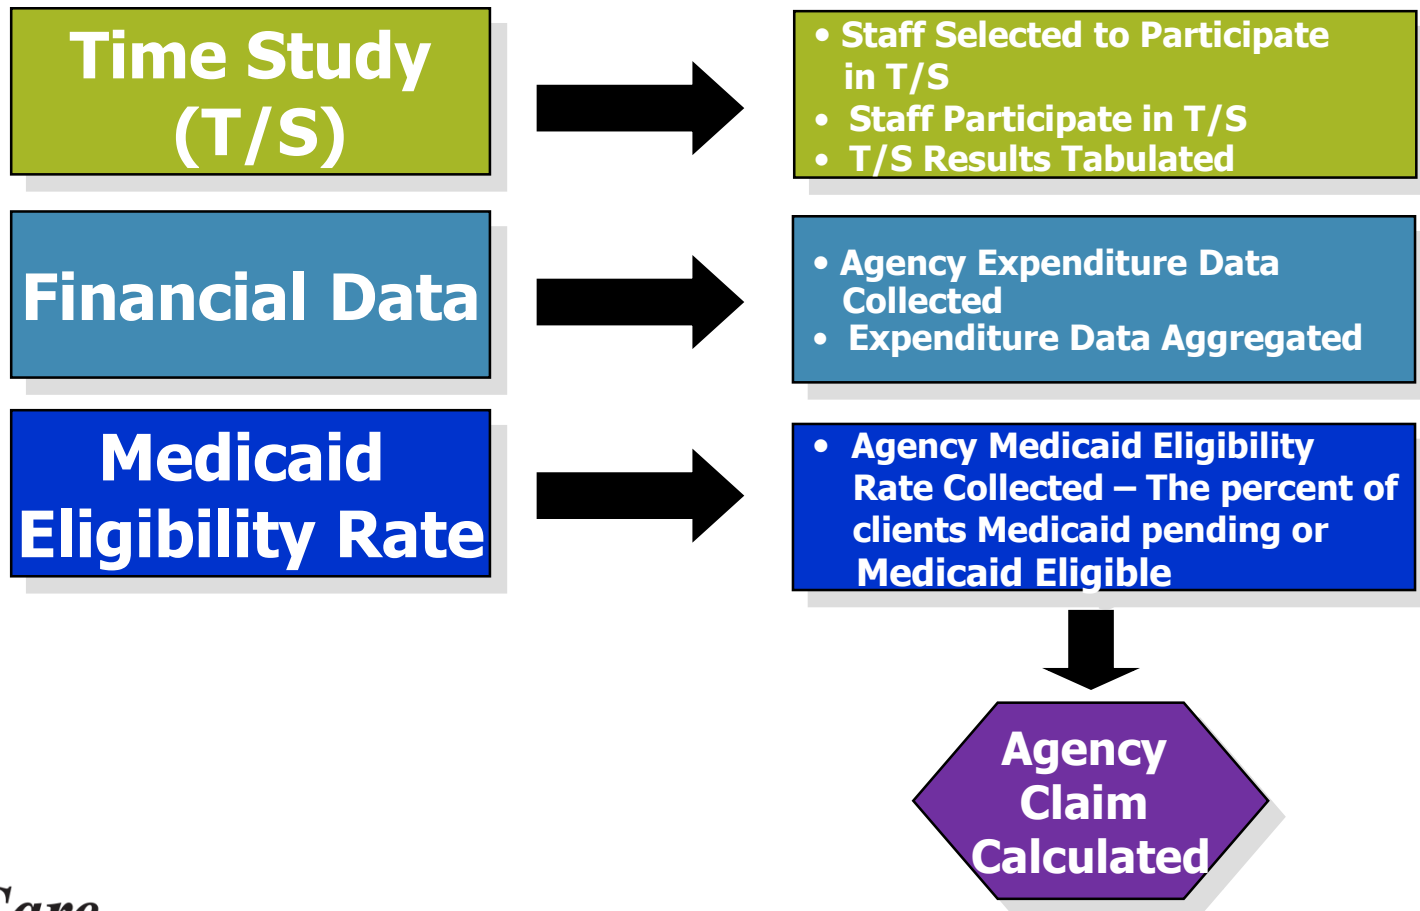 Time Study
(T/S)
• Staff Selected to Participate
in T/S
• Staff Participate in T/S
• T/S Results Tabulated
Financial Data
• Agency Expenditure Data
Collected
• Expenditure Data Aggregated
Medicaid
Eligibility Rate
• Agency Medicaid Eligibility
Rate Collected – The percent of
clients Medicaid pending or
Medicaid Eligible
Agency
Claim
Calculated
Care